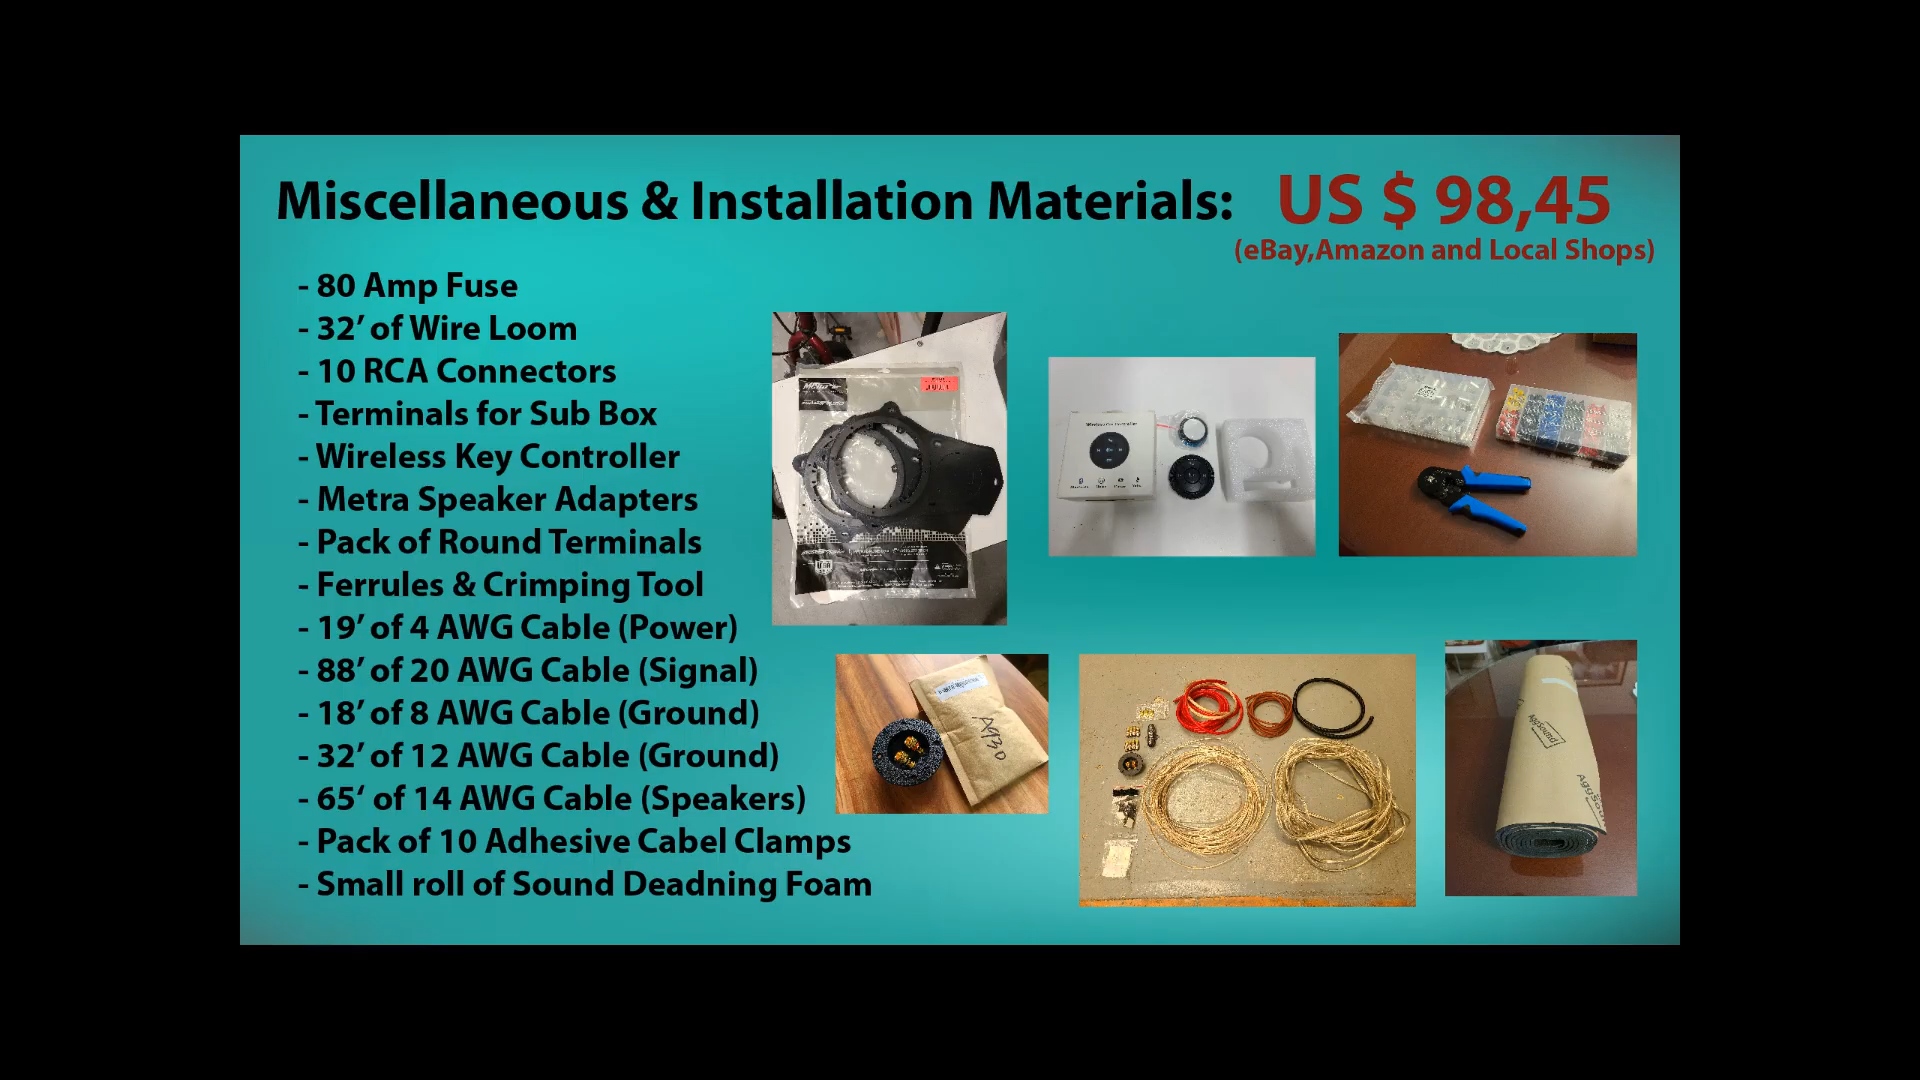 Miscellaneous & Installation Materials:
US $ 98,45
(eBay,Amazon and Local Shops)
- 80 Amp Fuse
- 32’ of Wire Loom
- 10 RCA Connectors
- Terminals for Sub Box
- Wireless Key Controller
- Metra Speaker Adapters
- Pack of Round Terminals
- Ferrules & Crimping Tool
- 19’ of 4 AWG Cable (Power)
- 88’ of 20 AWG Cable (Signal)
- 18’ of 8 AWG Cable (Ground)
- 32’ of 12 AWG Cable (Ground)
- 65‘ of 14 AWG Cable (Speakers)
- Pack of 10 Adhesive Cabel Clamps
- Small roll of Sound Deadning Foam
A930
AggSound